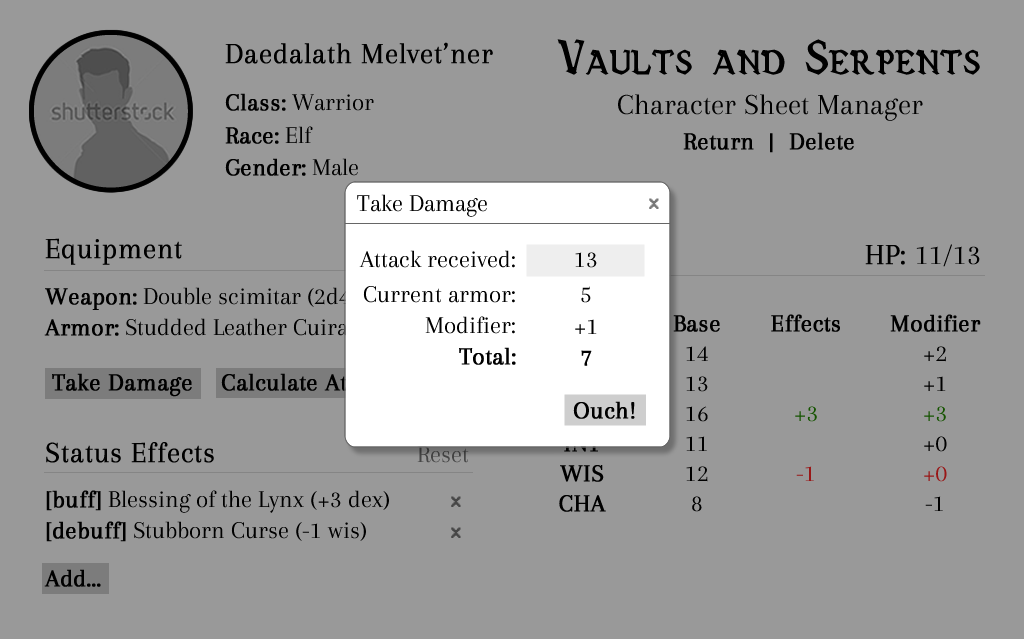 shutterstock
Daedalath Melvet'ner
Class: Warrior
Race: Elf
Gender: Male
Vaults and Serpents
Character Sheet Manager
Return | Delete
Take Damage x
Attack received: 13
Current armor: 5
Modifier: +1
Total: 7
Ouch!
Equipment
Weapon: Double scimitar (2d4
Armor: Studded Leather Cuira
Take Damage Calculate At
HP: 11/13
Base Effects Modifier
14 +2
13 +1
16 +3 +3
INT 11 +0
WIS 12 -1 +0
CHA 8 -1
Status Effects Reset
[buff] Blessing of the Lynx (+3 dex) x
[debuff] Stubborn Curse (-1 wis) x
Add...